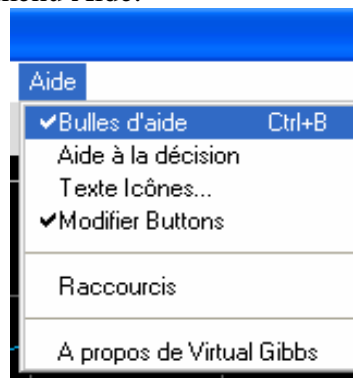 Aide
✔Bulles d'aide Ctrl+B
Aide à la décision
Texte Icônes...
✔Modifier Buttons
Raccourcis
A propos de Virtual Gibbs